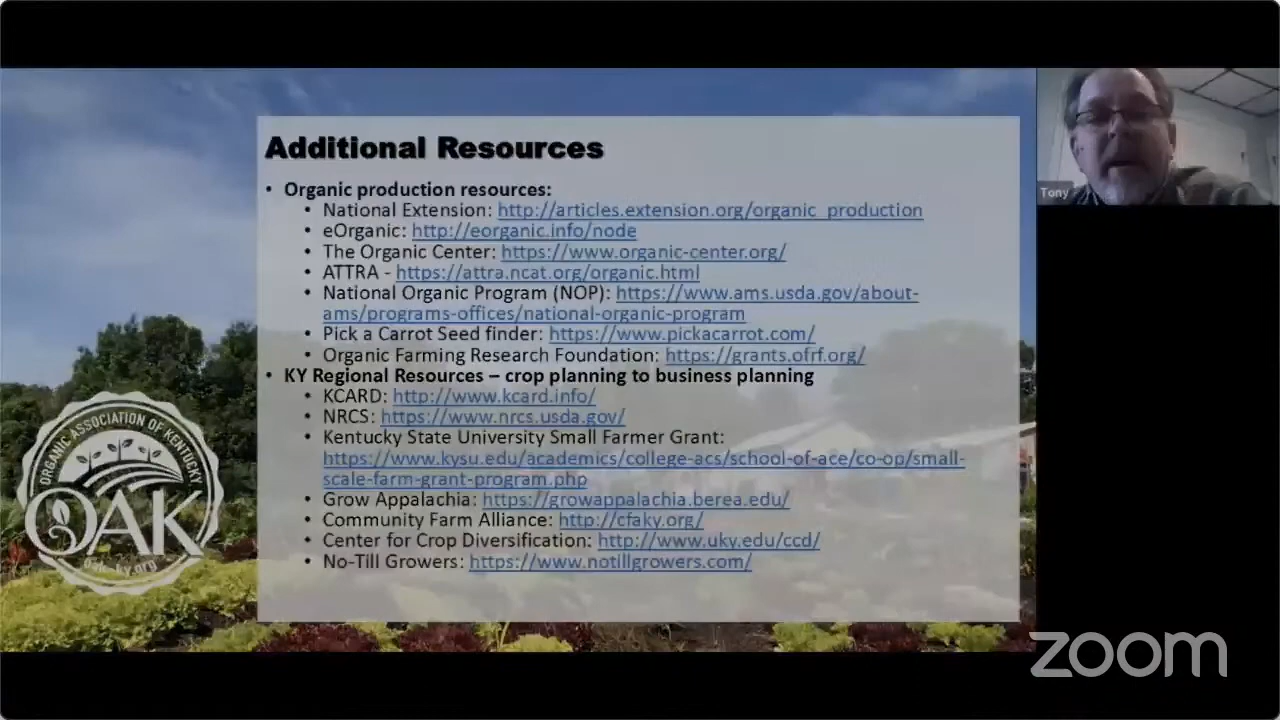 Additional Resources
• Organic production resources:
• National Extension: http://articles.extension.org/organic_production
• eOrganic: http://eorganic.info/node
• The Organic Center: https://www.organic-center.org/
• ATTRA - https://attra.ncat.org/organic.html
• National Organic Program (NOP): https://www.ams.usda.gov/about-
ams/programs-offices/national-organic-program
• Pick a Carrot Seed finder: https://www.pickacarrot.com/
• Organic Farming Research Foundation: https://grants.ofrf.org/
• KY Regional Resources – crop planning to business planning
• KCARD: http://www.kcard.info/
• NRCS: https://www.nrcs.usda.gov/
• Kentucky State University Small Farmer Grant:
https://www.kysu.edu/academics/college-acs/school-of-ace/co-op/small-
scale-farm-grant-program.php
• Grow Appalachia: https://growappalachia.berea.edu/
• Community Farm Alliance: http://cfaky.org/
• Center for Crop Diversification: http://www.uky.edu/ccd/
• No-Till Growers: https://www.notillgrowers.com/
ORGANIC ASSOCIATION OF KENTUCKY
OAK
oak-ky.org
Tony
zoom